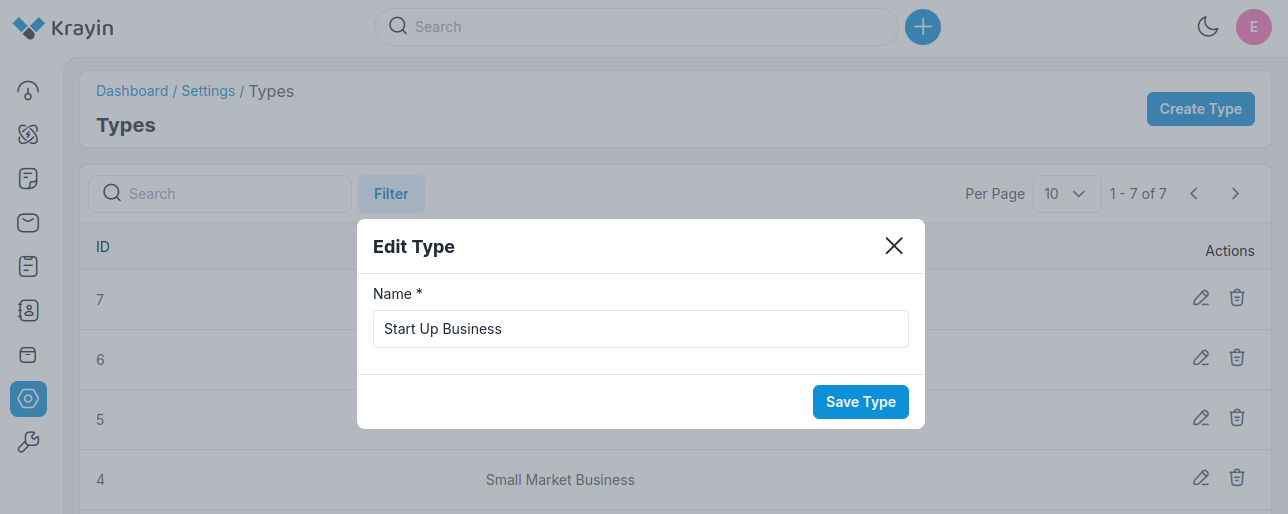 Krayin
Search
E
Dashboard / Settings / Types
Types
Create Type
Search
Filter
Per Page 10 1 - 7 of 7
ID
Actions
Edit Type
Name *
Start Up Business
Save Type
7
6
5
4 Small Market Business